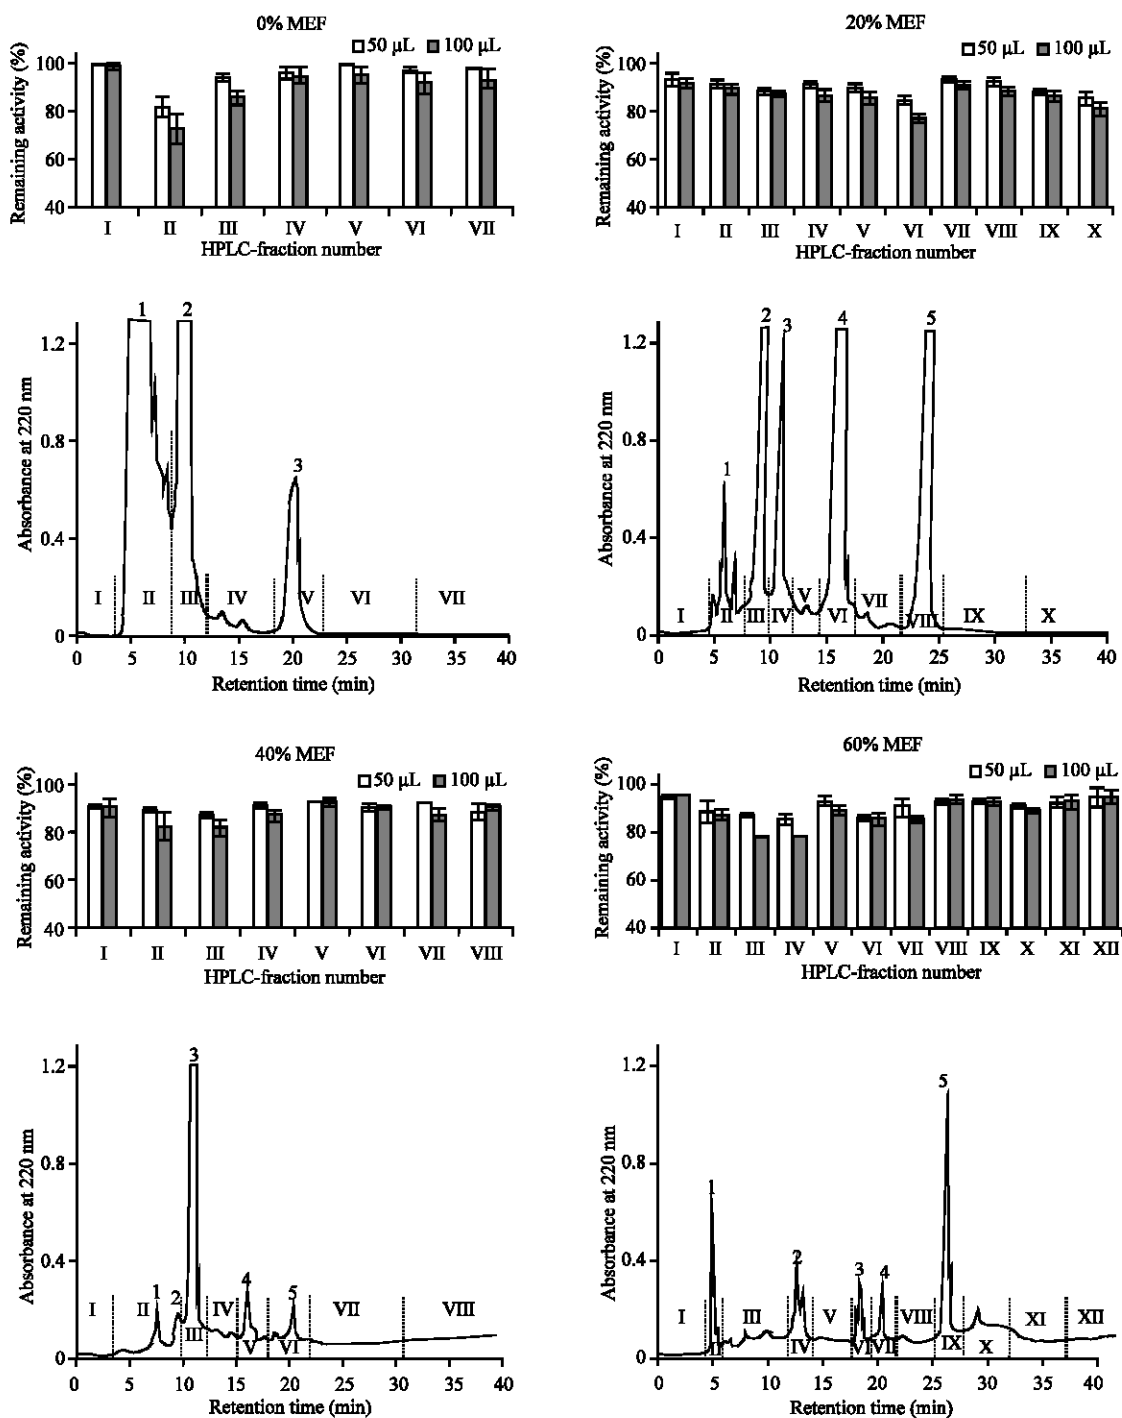 0% MEF
50 µL 100 µL
Remaining activity (%)
100
80
60
40
I II III IV V VI VII
HPLC-fraction number
20% MEF
50 µL 100 µL
Remaining activity (%)
100
80
60
40
I II III IV V VI VII VIII IX X
HPLC-fraction number
Absorbance at 220 nm
1.2
0.8
0.4
0
1 2
3
I II III IV V VI VII
0 5 10 15 20 25 30 35 40
Retention time (min)
Absorbance at 220 nm
1.2
0.8
0.4
0
1 2 3 4 5
I II III IV V VI VII VIII IX X
0 5 10 15 20 25 30 35 40
Retention time (min)
40% MEF
50 µL 100 µL
Remaining activity (%)
100
80
60
40
I II III IV V VI VII VIII
HPLC-fraction number
60% MEF
50 µL 100 µL
Remaining activity (%)
100
80
60
40
I II III IV V VI VII VIII IX X XI XII
HPLC-fraction number
Absorbance at 220 nm
1.2
0.8
0.4
0
1 2 3 4 5
I II III IV V VI VII VIII
0 5 10 15 20 25 30 35 40
Retention time (min)
Absorbance at 220 nm
1.2
0.8
0.4
0
1 2 3 4 5
I II III IV V VI VII VIII IX X XI XII
0 5 10 15 20 25 30 35 40
Retention time (min)